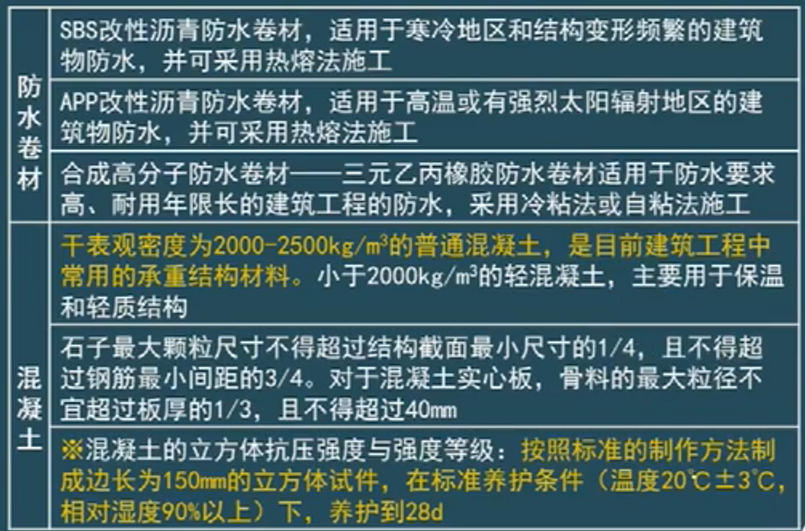 防水卷材
SBS改性沥青防水卷材，适用于寒冷地区和结构变形频繁的建筑
物防水，并可采用热熔法施工
APP改性沥青防水卷材，适用于高温或有强烈太阳辐射地区的建
筑物防水，并可采用热熔法施工
合成高分子防水卷材——三元乙丙橡胶防水卷材适用于防水要求
高、耐用年限长的建筑工程的防水，采用冷粘法或自粘法施工
混凝土
干表观密度为2000-2500kg/m³的普通混凝土，是目前建筑工程中
常用的承重结构材料。小于2000kg/m³的轻混凝土，主要用于保温
和轻质结构
石子最大颗粒尺寸不得超过结构截面最小尺寸的1/4，且不得超
过钢筋最小间距的3/4。对于混凝土实心板，骨料的最大粒径不
宜超过板厚的1/3，且不得超过40mm
※混凝土的立方体抗压强度与强度等级：按照标准的制作方法制
成边长为150mm的立方体试件，在标准养护条件（温度20℃±3℃，
相对湿度90%以上）下，养护到28d